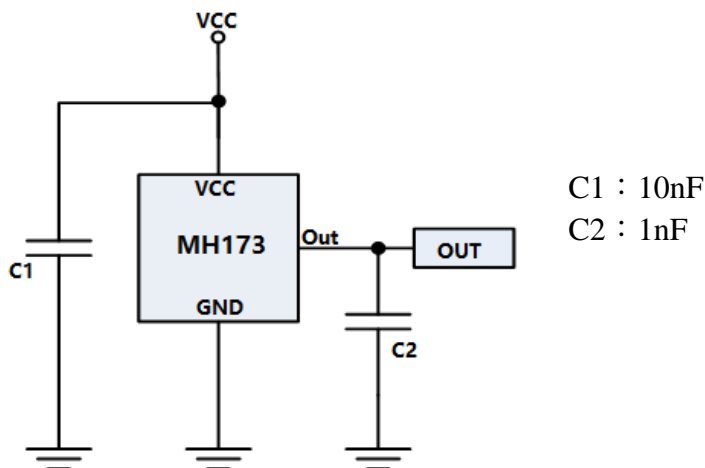 VCC
VCC
MH173
Out
OUT
GND
C1
C2
C1：10nF
C2：1nF